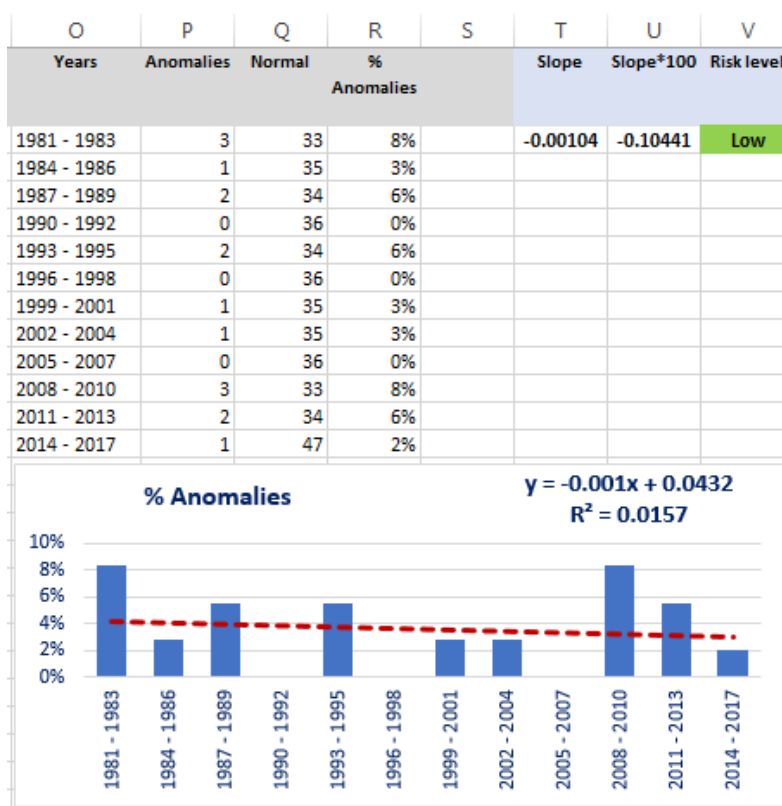 O P Q R S T U V
Years Anomalies Normal % Slope Slope*100 Risk level
Anomalies
1981 - 1983 3 33 8% -0.00104 -0.10441 Low
1984 - 1986 1 35 3%
1987 - 1989 2 34 6%
1990 - 1992 0 36 0%
1993 - 1995 2 34 6%
1996 - 1998 0 36 0%
1999 - 2001 1 35 3%
2002 - 2004 1 35 3%
2005 - 2007 0 36 0%
2008 - 2010 3 33 8%
2011 - 2013 2 34 6%
2014 - 2017 1 47 2%
% Anomalies
y = -0.001x + 0.0432
R² = 0.0157
10%
8%
6%
4%
2%
0%
1981 - 1983
1984 - 1986
1987 - 1989
1990 - 1992
1993 - 1995
1996 - 1998
1999 - 2001
2002 - 2004
2005 - 2007
2008 - 2010
2011 - 2013
2014 - 2017